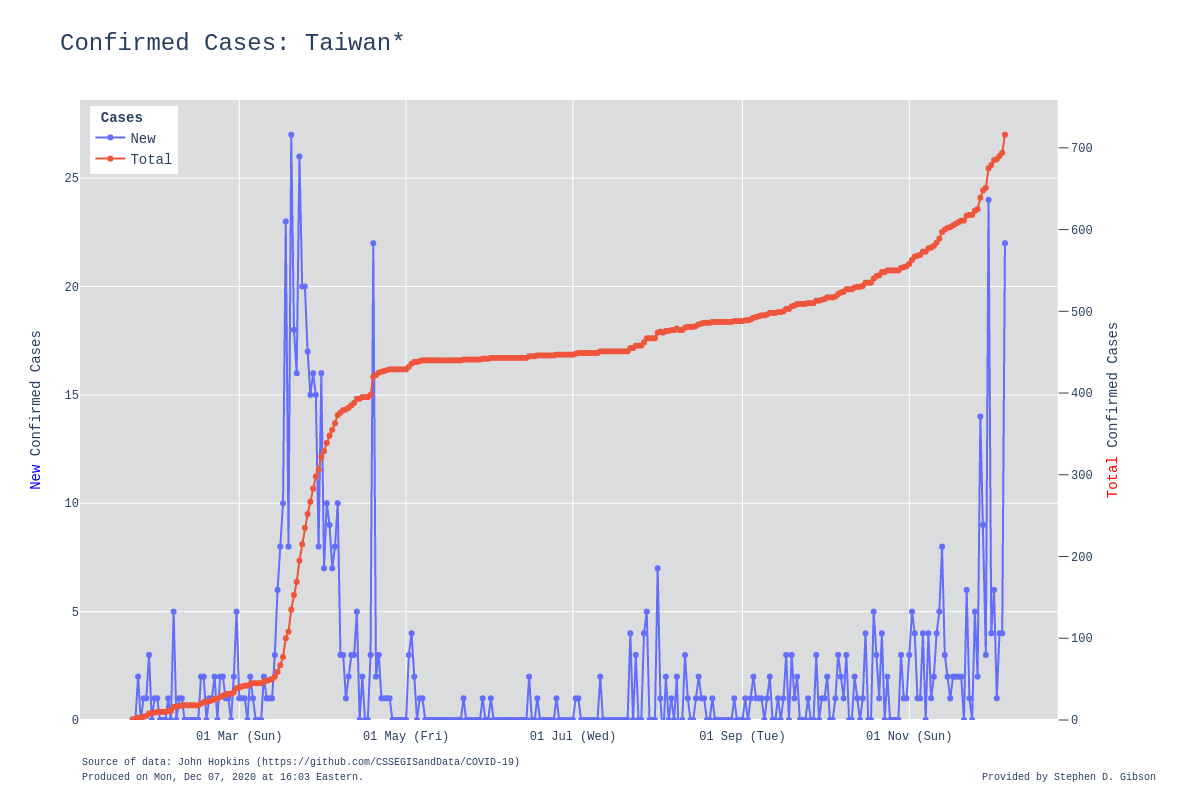 Confirmed Cases: Taiwan*
Cases
New
Total
25
20
15
10
5
0
New Confirmed Cases
700
600
500
400
300
200
100
0
Total Confirmed Cases
01 Mar (Sun)
01 May (Fri)
01 Jul (Wed)
01 Sep (Tue)
01 Nov (Sun)
Source of data: John Hopkins (https://github.com/CSSEGISandData/COVID-19)
Produced on Mon, Dec 07, 2020 at 16:03 Eastern.
Provided by Stephen D. Gibson